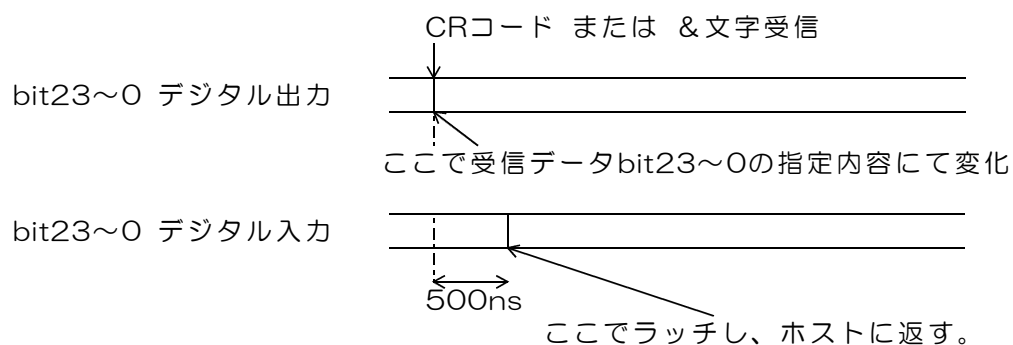 CRコード または ＆文字受信
bit23～0 デジタル出力
ここで受信データbit23～0の指定内容にて変化
bit23～0 デジタル入力
500ns
ここでラッチし、ホストに返す。